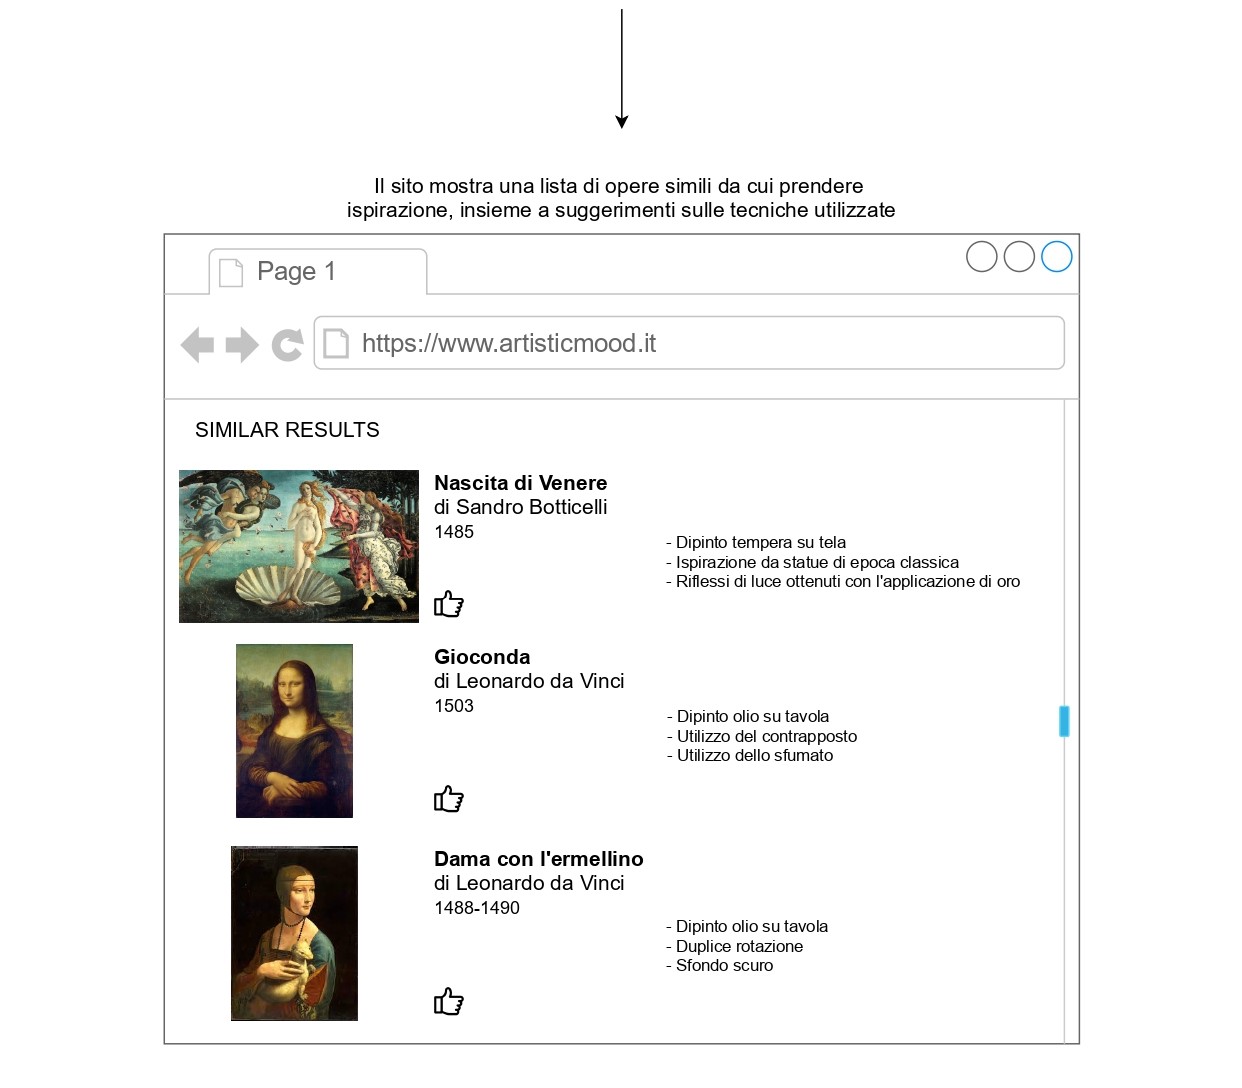 Il sito mostra una lista di opere simili da cui prendere
ispirazione, insieme a suggerimenti sulle tecniche utilizzate
Page 1
https://www.artisticmood.it
SIMILAR RESULTS
Nascita di Venere
di Sandro Botticelli
1485
- Dipinto tempera su tela
- Ispirazione da statue di epoca classica
- Riflessi di luce ottenuti con l'applicazione di oro
Gioconda
di Leonardo da Vinci
1503
- Dipinto olio su tavola
- Utilizzo del contrapposto
- Utilizzo dello sfumato
Dama con l'ermellino
di Leonardo da Vinci
1488-1490
- Dipinto olio su tavola
- Duplice rotazione
- Sfondo scuro